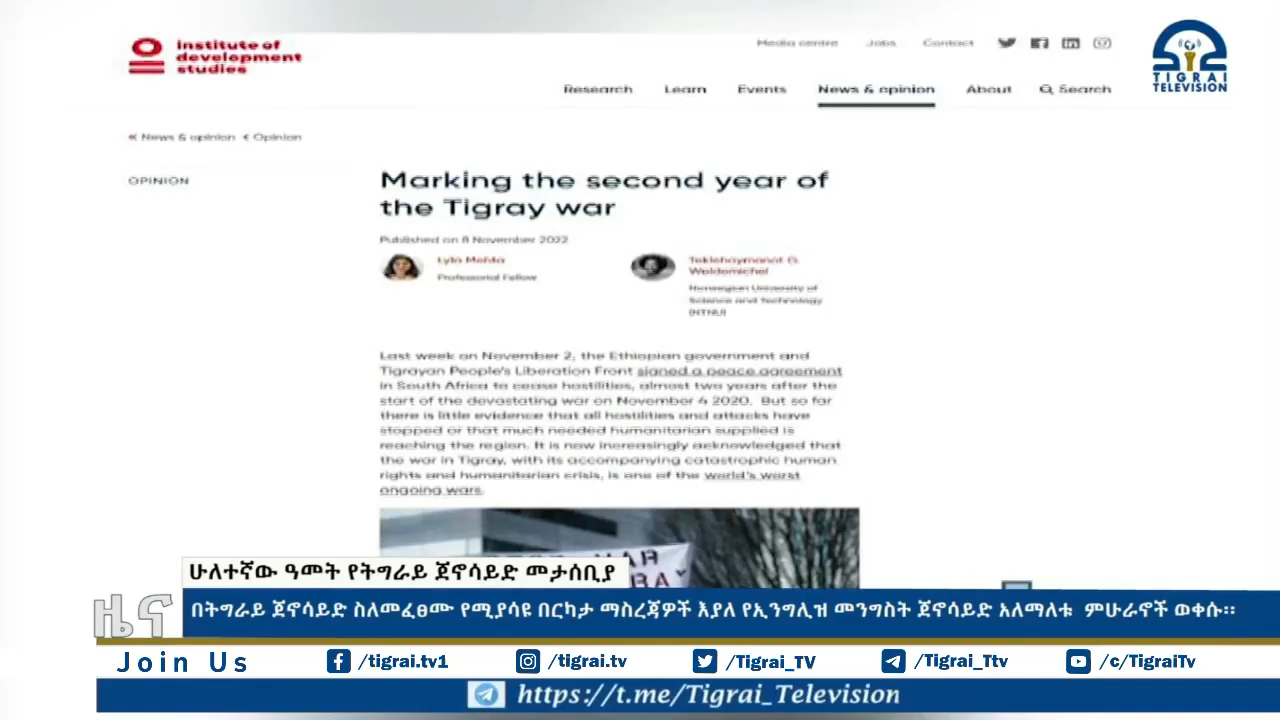 institute of
development
studies
Media centre Jobs Contact
TIGRAI
TELEVISION
Research Learn Events News & opinion About Search
« News & opinion ‹ Opinion
OPINION
Marking the second year of
the Tigray war
Published on 8 November 2022
Lyla Mehta
Professorial Fellow
Teklehaymanot G.
Weldemichel
Norwegian University of
Science and Technology
(NTNU)
Last week on November 2, the Ethiopian government and
Tigrayan People's Liberation Front signed a peace agreement
in South Africa to cease hostilities, almost two years after the
start of the devastating war on November 4 2020. But so far
there is little evidence that all hostilities and attacks have
stopped or that much needed humanitarian supplied is
reaching the region. It is now increasingly acknowledged that
the war in Tigray, with its accompanying catastrophic human
rights and humanitarian crisis, is one of the world's worst
ongoing wars.
WAR
ሁለተኛው ዓመት የትግራይ ጀኖሳይድ መታሰቢያ
ዜና
በትግራይ ጀኖሳይድ ስለመፈፀሙ የሚያሳዩ በርካታ ማስረጃዎች እያለ የኢንግሊዝ መንግስት ጀኖሳይድ አለማለቱ ምሁራኖች ወቀሱ።
Join Us /tigrai.tv1 /tigrai.tv /Tigrai_TV /Tigrai_Ttv /c/TigraiTv
https://t.me/Tigrai_Television